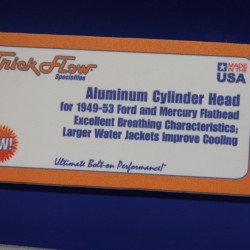 Trick Flow
Specialties
MADE
IN THE
USA
Aluminum Cylinder Head
for 1949-53 Ford and Mercury Flathead
Excellent Breathing Characteristics;
Larger Water Jackets Improve Cooling
Ultimate Bolt-on Performance!